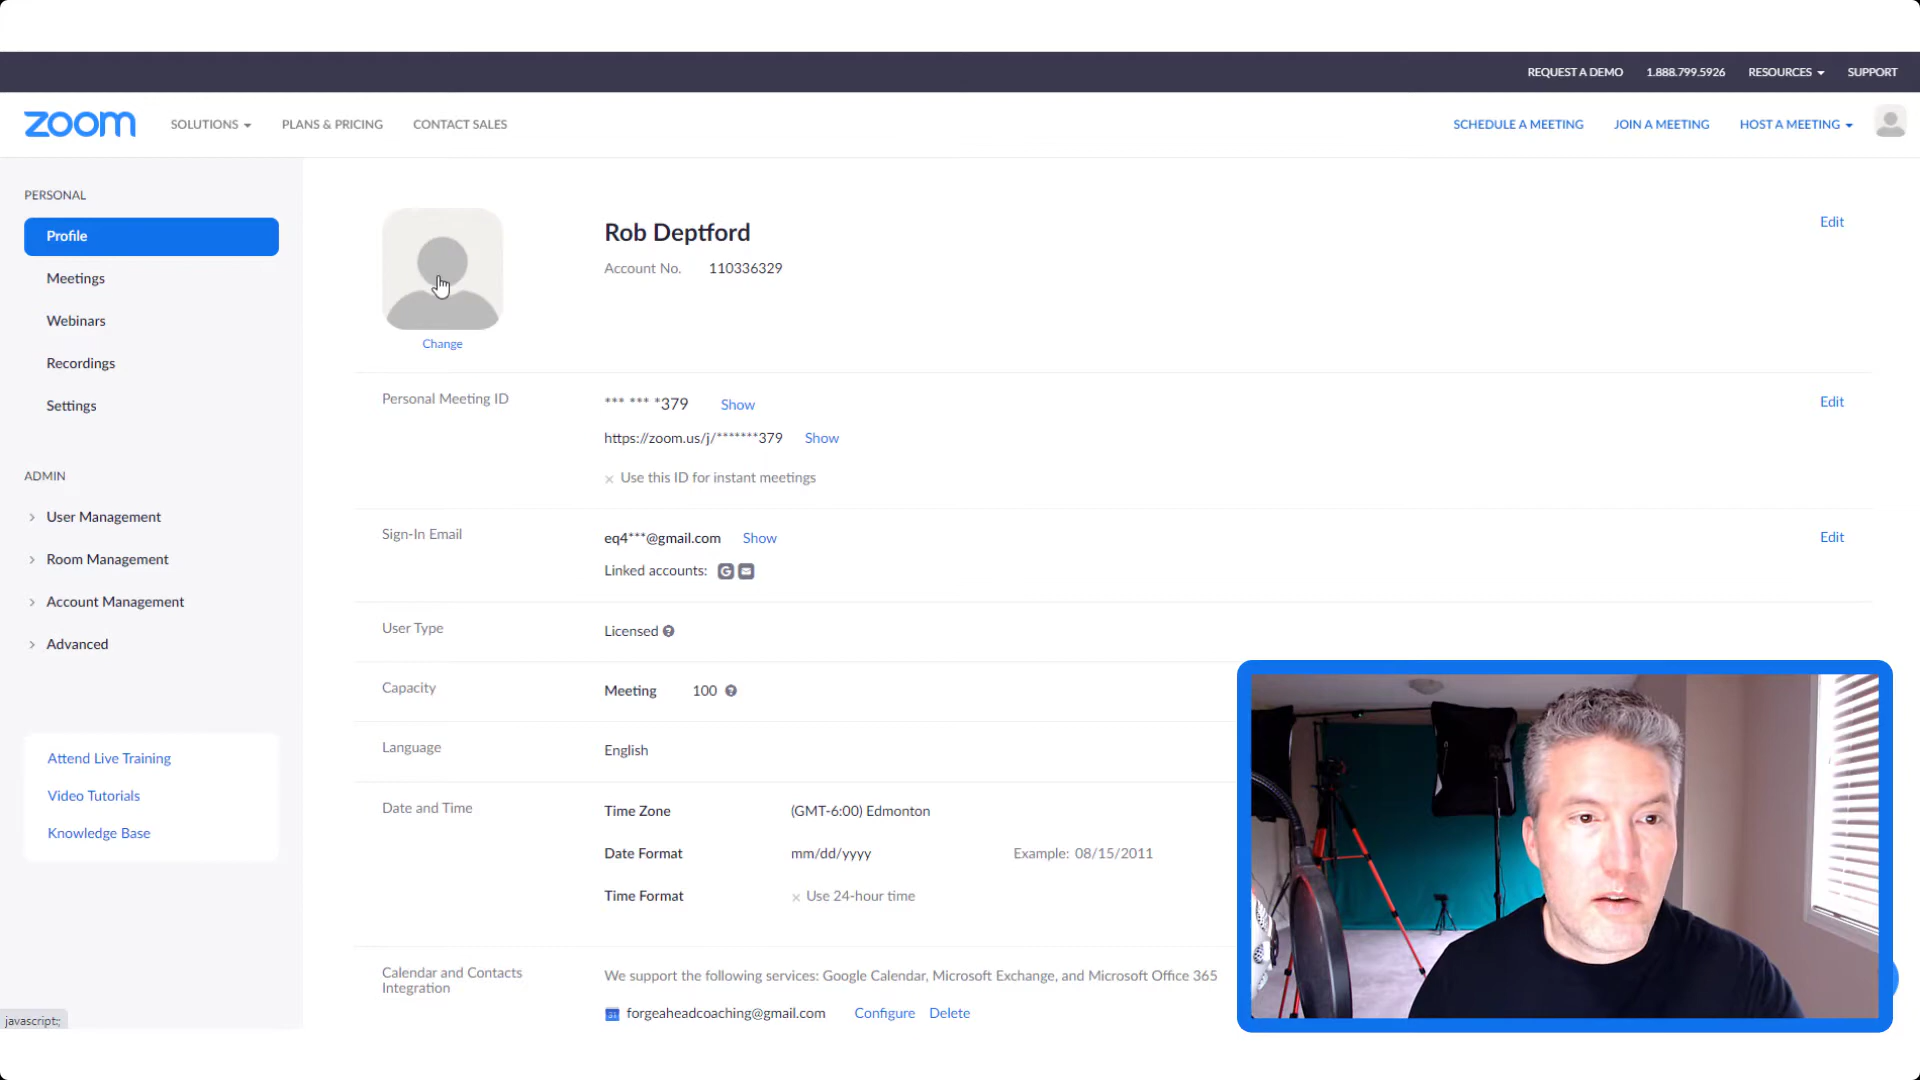 REQUEST A DEMO 1.888.799.5926 RESOURCES SUPPORT
zoom SOLUTIONS PLANS & PRICING CONTACT SALES SCHEDULE A MEETING JOIN A MEETING HOST A MEETING
PERSONAL
Profile
Meetings
Webinars
Recordings
Settings
ADMIN
User Management
Room Management
Account Management
Advanced
Attend Live Training
Video Tutorials
Knowledge Base
javascript:;
Rob Deptford
Edit
Account No. 110336329
Change
Personal Meeting ID
*** *** *379 Show
Edit
https://zoom.us/j/*******379 Show
× Use this ID for instant meetings
Sign-In Email
eq4***@gmail.com Show
Edit
Linked accounts: G
User Type Licensed ?
Capacity Meeting 100 ?
Language English
Date and Time Time Zone (GMT-6:00) Edmonton
Date Format mm/dd/yyyy Example: 08/15/2011
Time Format × Use 24-hour time
Calendar and Contacts
Integration
We support the following services: Google Calendar, Microsoft Exchange, and Microsoft Office 365
31 forgeaheadcoaching@gmail.com Configure Delete